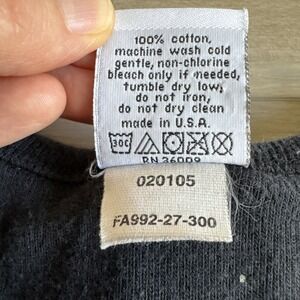 100% cotton,
machine wash cold
gentle, non-chlorine
bleach only if needed,
tumble dry low,
do not iron,
do not dry clean
made in U.S.A.
30C
RN 36009
020105
FA992-27-300